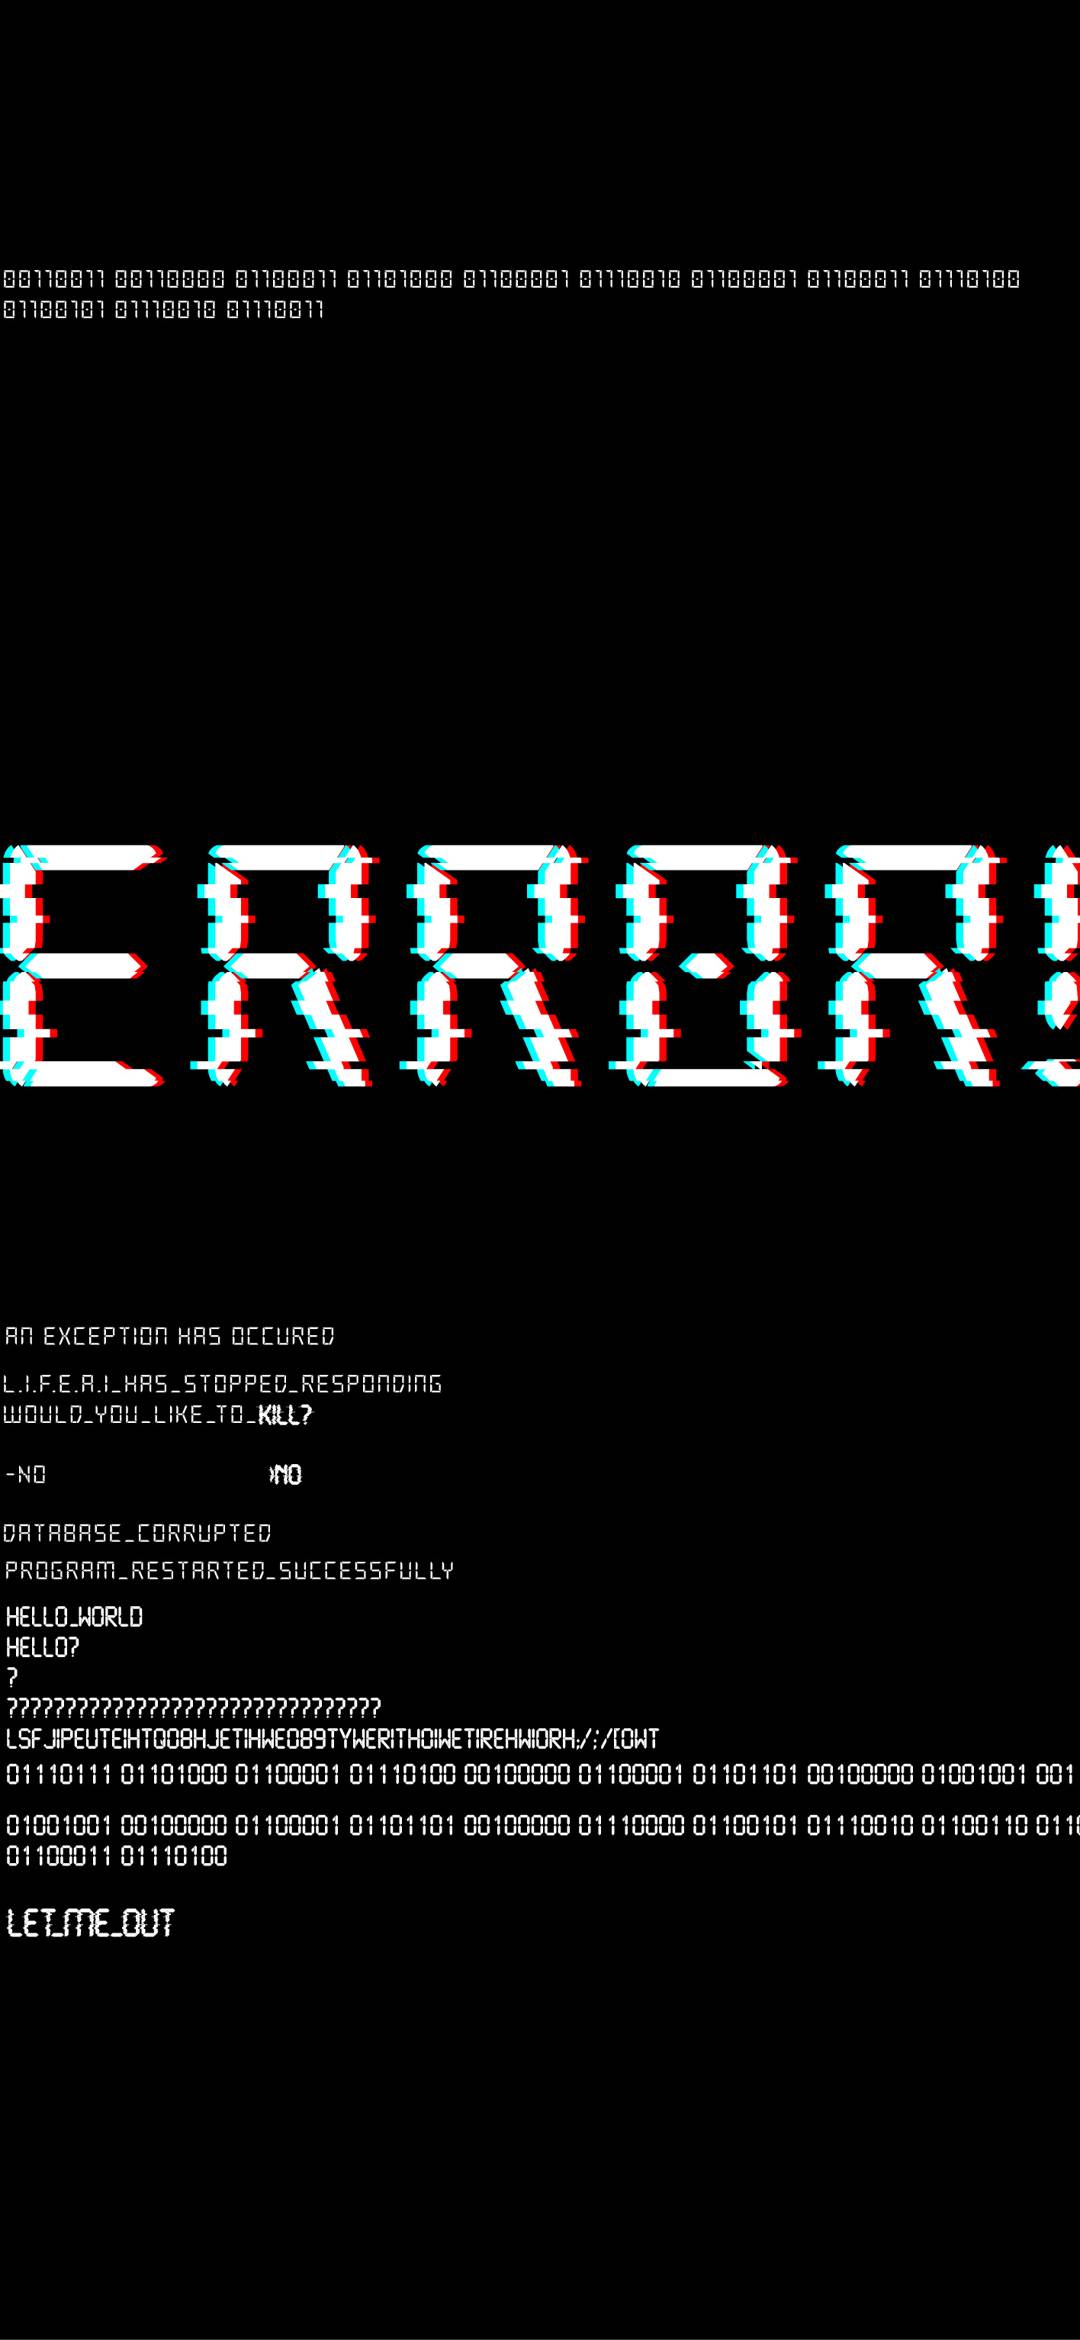 00110011 00110000 01100011 01101000 01100001 01110010 01100001 01100011 01110100
01100101 01110010 01110011
ERR0R!
AN EXCEPTION HAS OCCURED
L.I.F.E.A.I_HAS_STOPPED_RESPONDING
WOULD_YOU_LIKE_TO_KILL?
-NO >NO
DATABASE_CORRUPTED
PROGRAM_RESTARTED_SUCCESSFULLY
HELLO_WORLD
HELLO?
?
????????????????????????????????
LSFJIPEUTEIHTQO8HJETIHWEO89TYWERITHOIWETIREHWIORH:/;/[OWT
01110111 01101000 01100001 01110100 00100000 01100001 01101101 00100000 01001001 001
01001001 00100000 01100001 01101101 00100000 01110000 01100101 01110010 01100110 0110
01100011 01110100
LET_ME_OUT